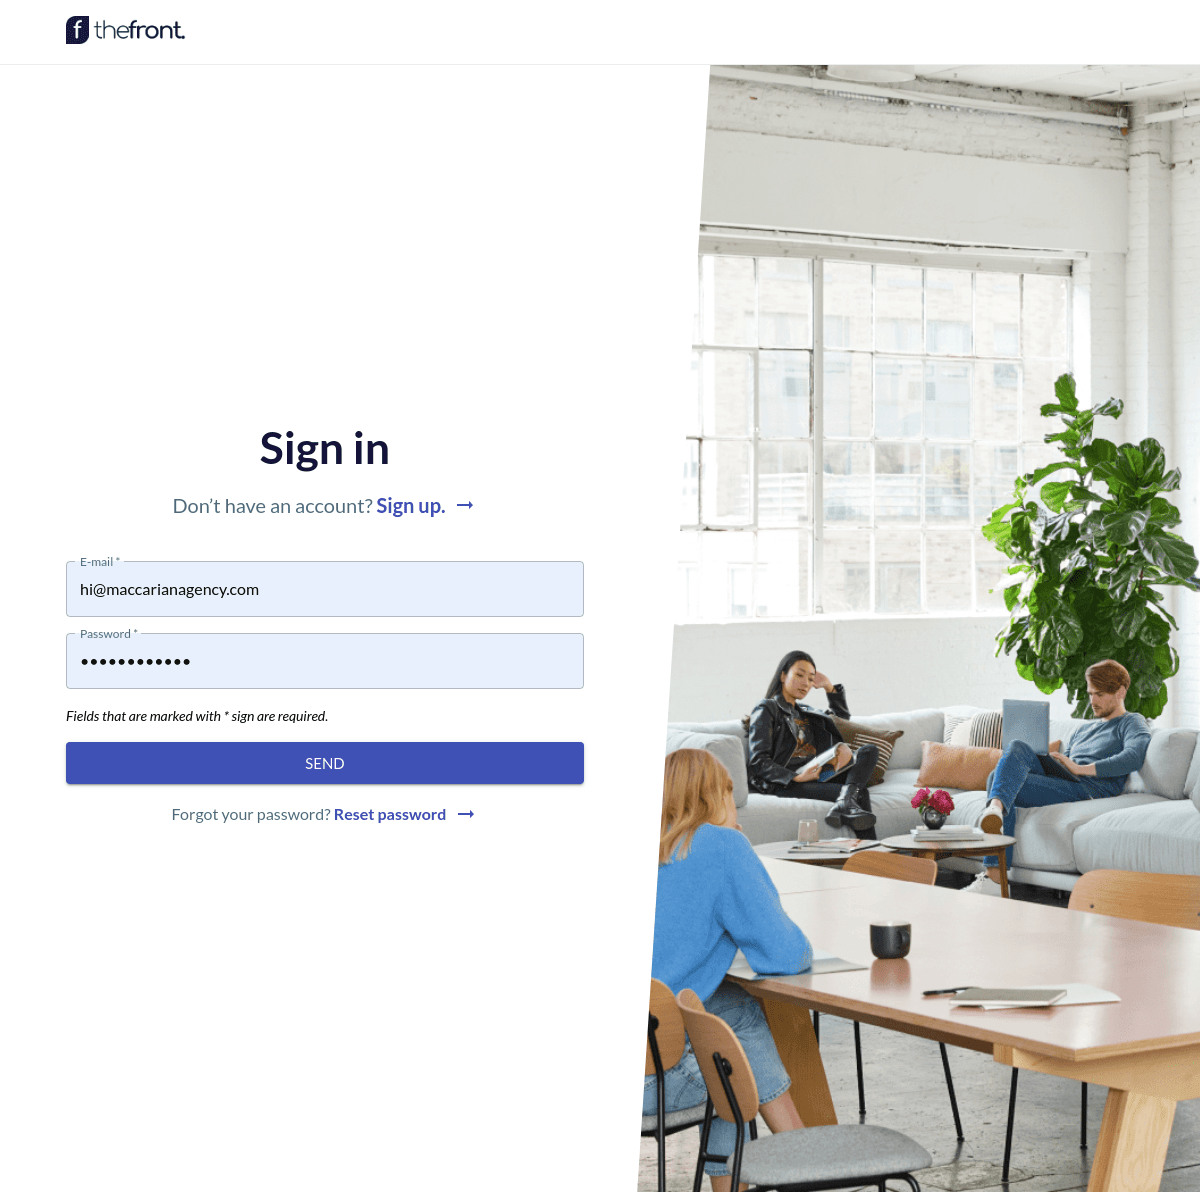 f thefront.
Sign in
Don’t have an account? Sign up. →
E-mail *
hi@maccarianagency.com
Password *
••••••••••••
Fields that are marked with * sign are required.
SEND
Forgot your password? Reset password →